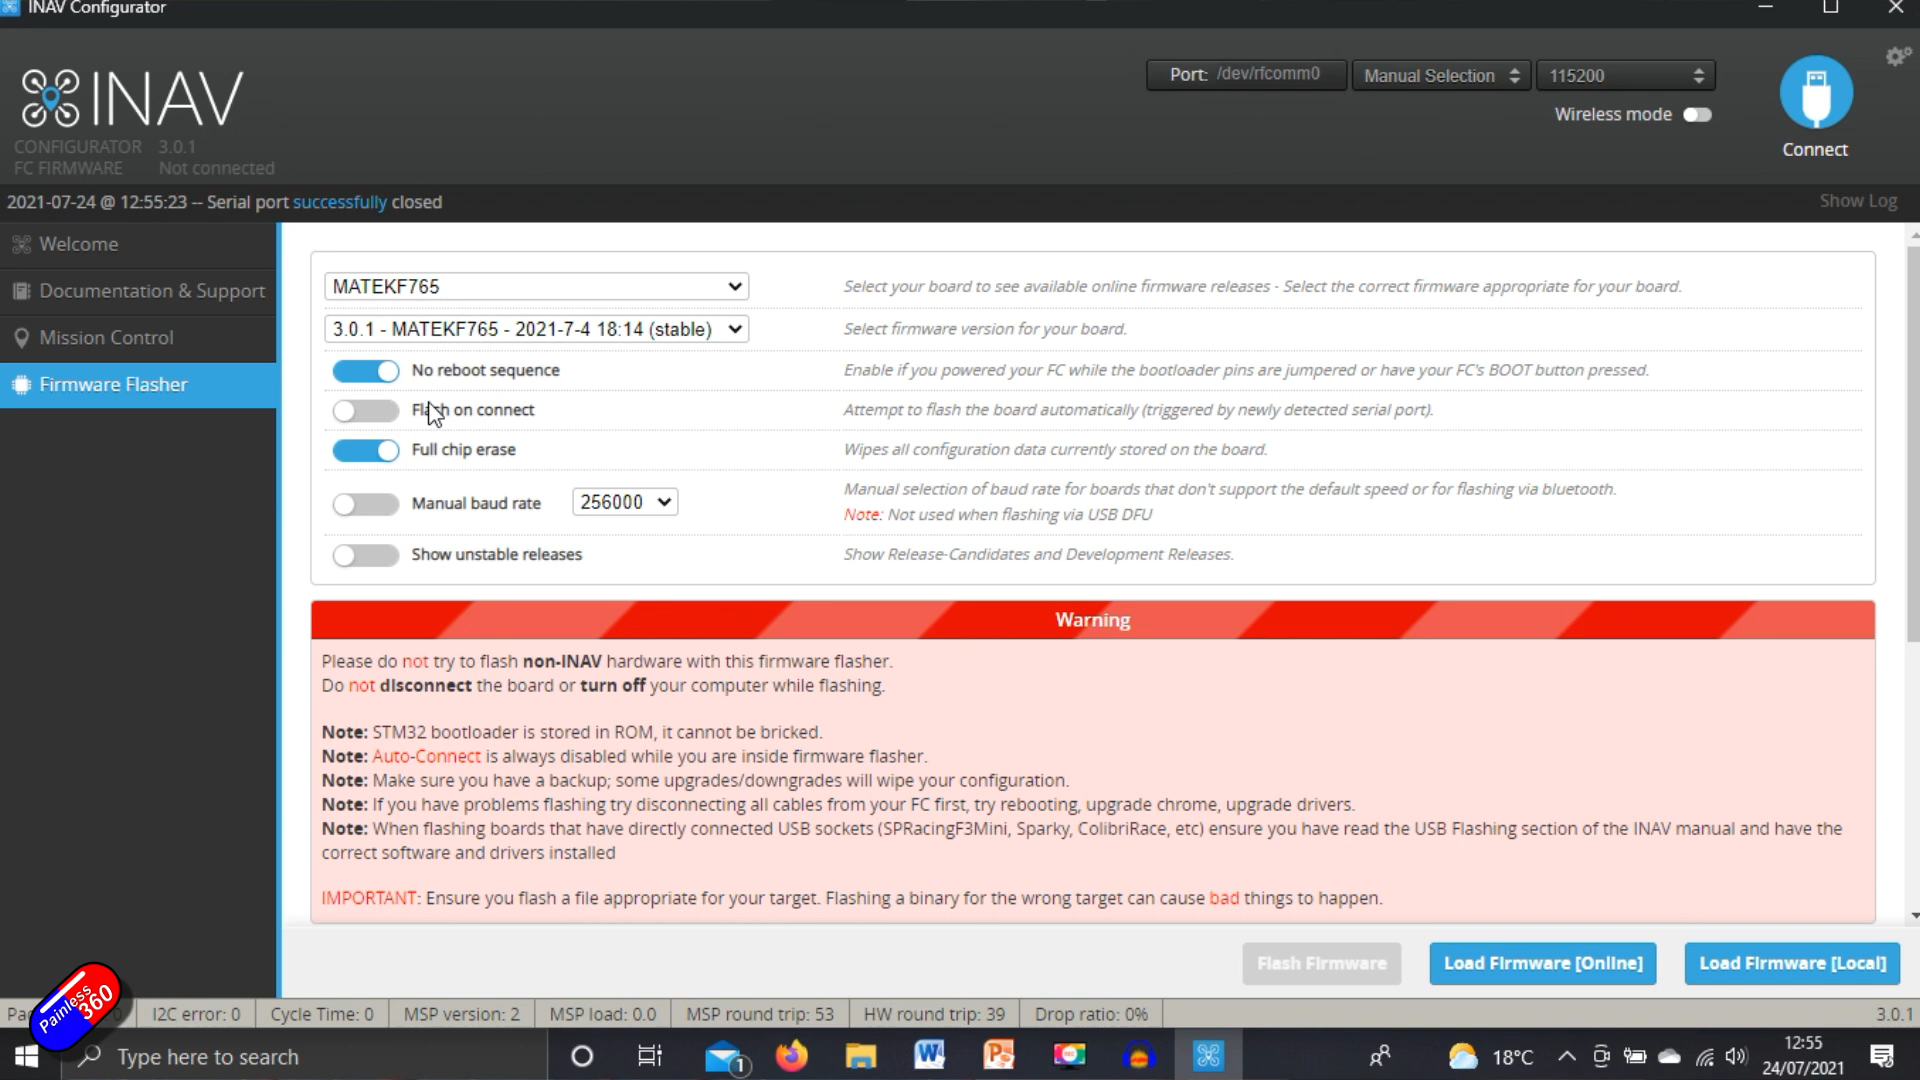 INAV Configurator
INAV
CONFIGURATOR 3.0.1
FC FIRMWARE Not connected
Port: /dev/rfcomm0
Manual Selection
115200
Wireless mode
Connect
2021-07-24 @ 12:55:23 -- Serial port successfully closed
Show Log
Welcome
Documentation & Support
Mission Control
Firmware Flasher
MATEKF765
Select your board to see available online firmware releases - Select the correct firmware appropriate for your board.
3.0.1 - MATEKF765 - 2021-7-4 18:14 (stable)
Select firmware version for your board.
No reboot sequence
Enable if you powered your FC while the bootloader pins are jumpered or have your FC's BOOT button pressed.
Flash on connect
Attempt to flash the board automatically (triggered by newly detected serial port).
Full chip erase
Wipes all configuration data currently stored on the board.
Manual baud rate
256000
Manual selection of baud rate for boards that don't support the default speed or for flashing via bluetooth.
Note: Not used when flashing via USB DFU
Show unstable releases
Show Release-Candidates and Development Releases.
Warning
Please do not try to flash non-INAV hardware with this firmware flasher.
Do not disconnect the board or turn off your computer while flashing.
Note: STM32 bootloader is stored in ROM, it cannot be bricked.
Note: Auto-Connect is always disabled while you are inside firmware flasher.
Note: Make sure you have a backup; some upgrades/downgrades will wipe your configuration.
Note: If you have problems flashing try disconnecting all cables from your FC first, try rebooting, upgrade chrome, upgrade drivers.
Note: When flashing boards that have directly connected USB sockets (SPRacingF3Mini, Sparky, ColibriRace, etc) ensure you have read the USB Flashing section of the INAV manual and have the
correct software and drivers installed
IMPORTANT: Ensure you flash a file appropriate for your target. Flashing a binary for the wrong target can cause bad things to happen.
Flash Firmware
Load Firmware [Online]
Load Firmware [Local]
Painless360
I2C error: 0
Cycle Time: 0
MSP version: 2
MSP load: 0.0
MSP round trip: 53
HW round trip: 39
Drop ratio: 0%
3.0.1
Type here to search
1
18°C
12:55
24/07/2021